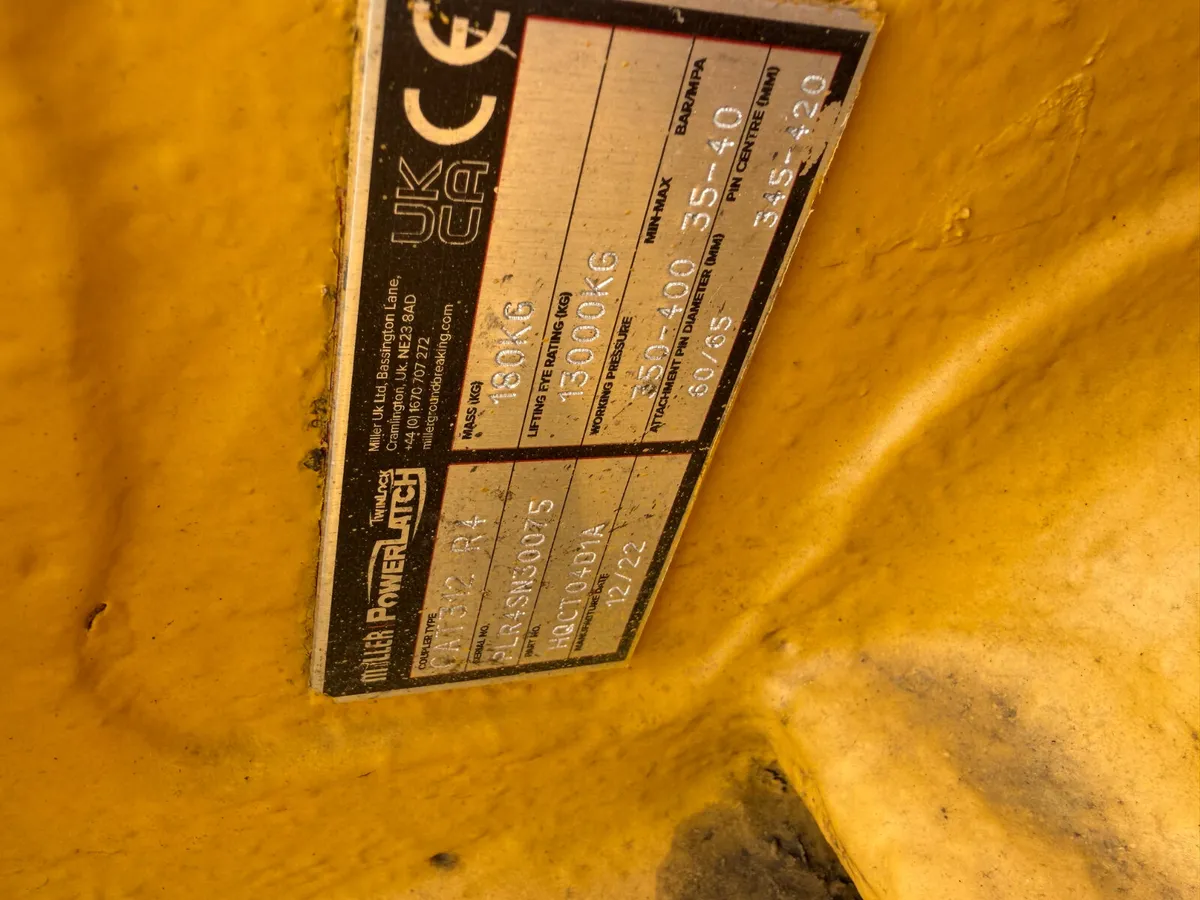 MILLER POWERLATCH
TWINLOCK
Miller Uk Ltd, Bassington Lane,
Cramlington, Uk. NE23 8AD
+44 (0) 1670 707 272
millergroundbreaking.com
UK
CA
CE
COUPLER TYPE
CAT312 R4
SERIAL NO.
PLR4SN30075
PART NO.
HQCT04D1A
MANUFACTURE DATE
12/22
MASS (KG)
180KG
LIFTING EYE RATING (KG)
13000KG
WORKING PRESSURE MIN-MAX BAR/MPA
350-400 35-40
ATTACHMENT PIN DIAMETER (MM) PIN CENTRE (MM)
60/65 345-420